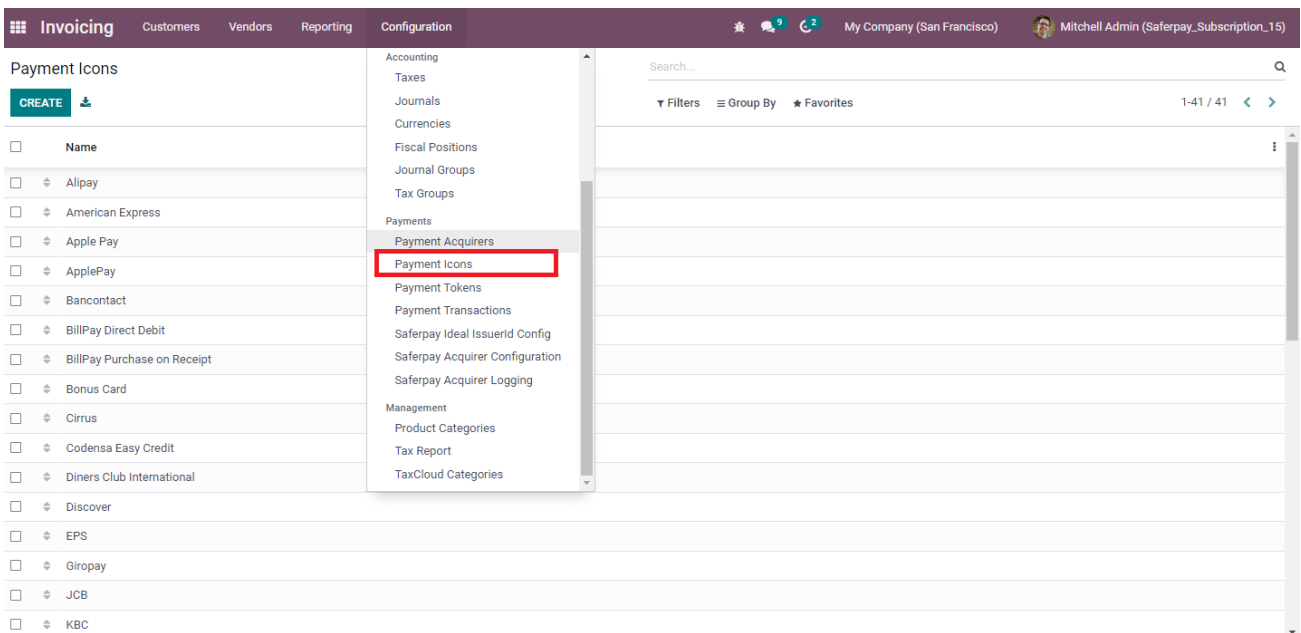 Invoicing Customers Vendors Reporting Configuration 9 2 My Company (San Francisco) Mitchell Admin (Saferpay_Subscription_15)
Payment Icons
Search...
CREATE
Filters Group By Favorites 1-41 / 41
Accounting
Taxes
Journals
Currencies
Fiscal Positions
Journal Groups
Tax Groups
Payments
Payment Acquirers
Payment Icons
Payment Tokens
Payment Transactions
Saferpay Ideal IssuerId Config
Saferpay Acquirer Configuration
Saferpay Acquirer Logging
Management
Product Categories
Tax Report
TaxCloud Categories
Name
Alipay
American Express
Apple Pay
ApplePay
Bancontact
BillPay Direct Debit
BillPay Purchase on Receipt
Bonus Card
Cirrus
Codensa Easy Credit
Diners Club International
Discover
EPS
Giropay
JCB
KBC